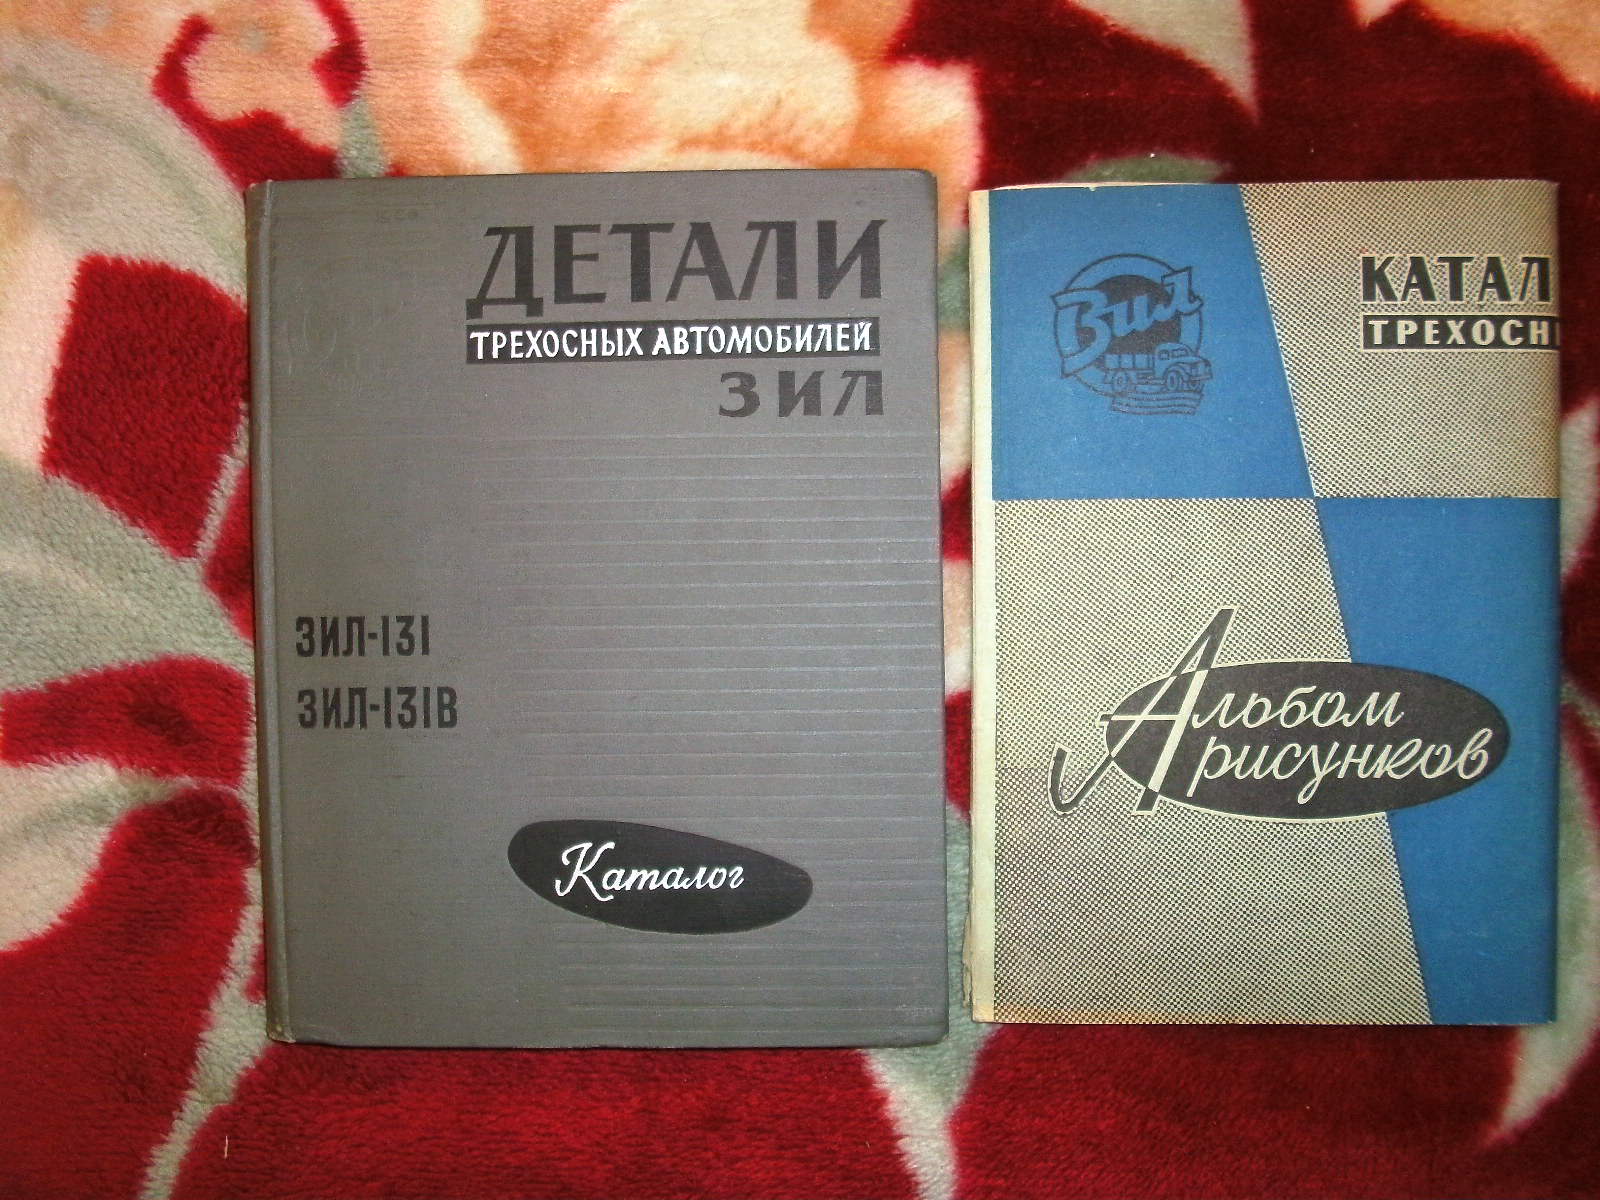 ДЕТАЛИ
ТРЕХОСНЫХ АВТОМОБИЛЕЙ
ЗИЛ
ЗИЛ-131
ЗИЛ-131В
Каталог
Зил
КАТАЛ
ТРЕХОСН
Альбом
рисунков